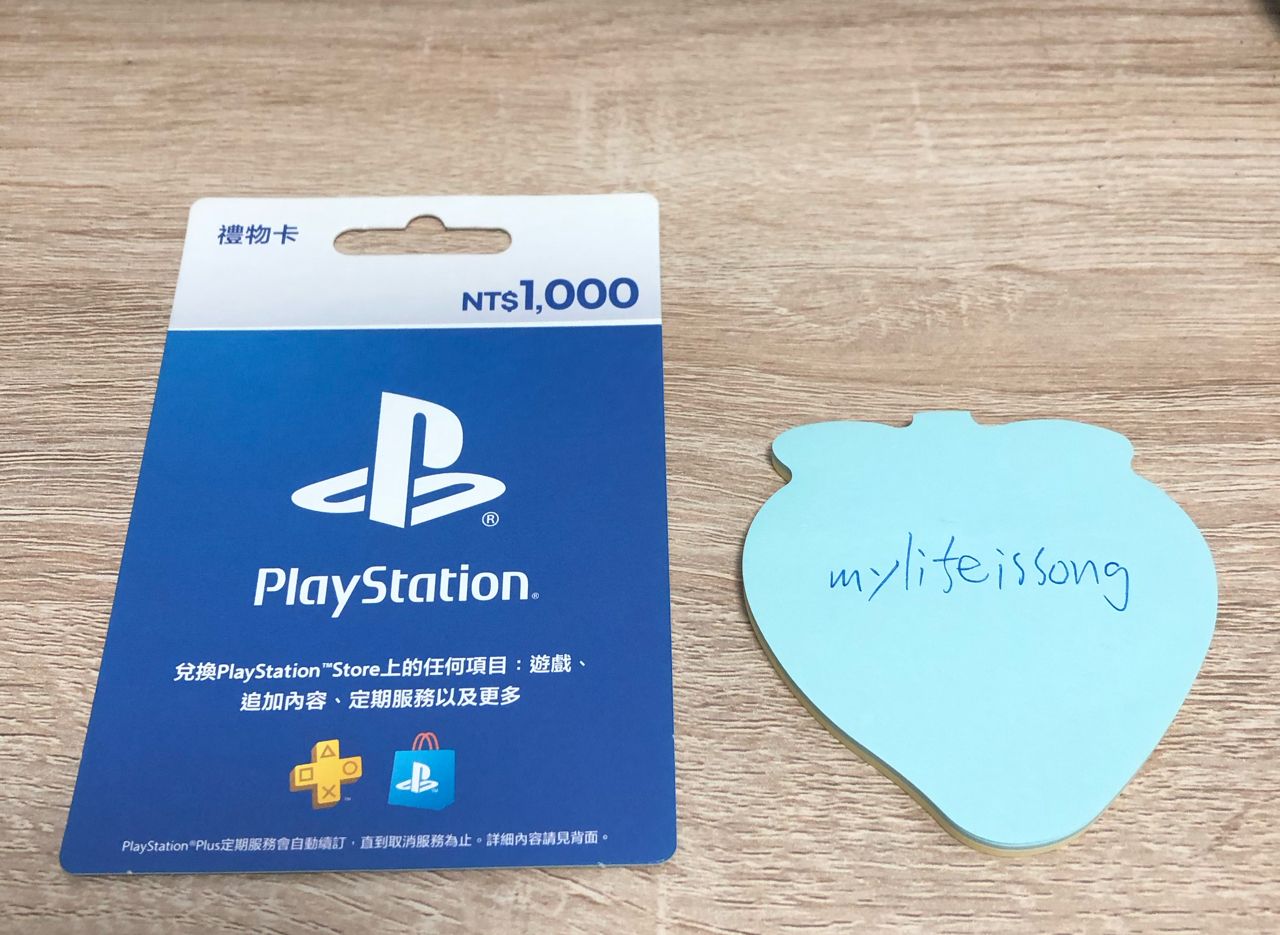 禮物卡
NT$1,000
®
PlayStation®
兌換PlayStation™Store上的任何項目：遊戲、
追加內容、定期服務以及更多
PlayStation®Plus定期服務會自動續訂，直到取消服務為止。詳細內容請見背面。
mylifeissong